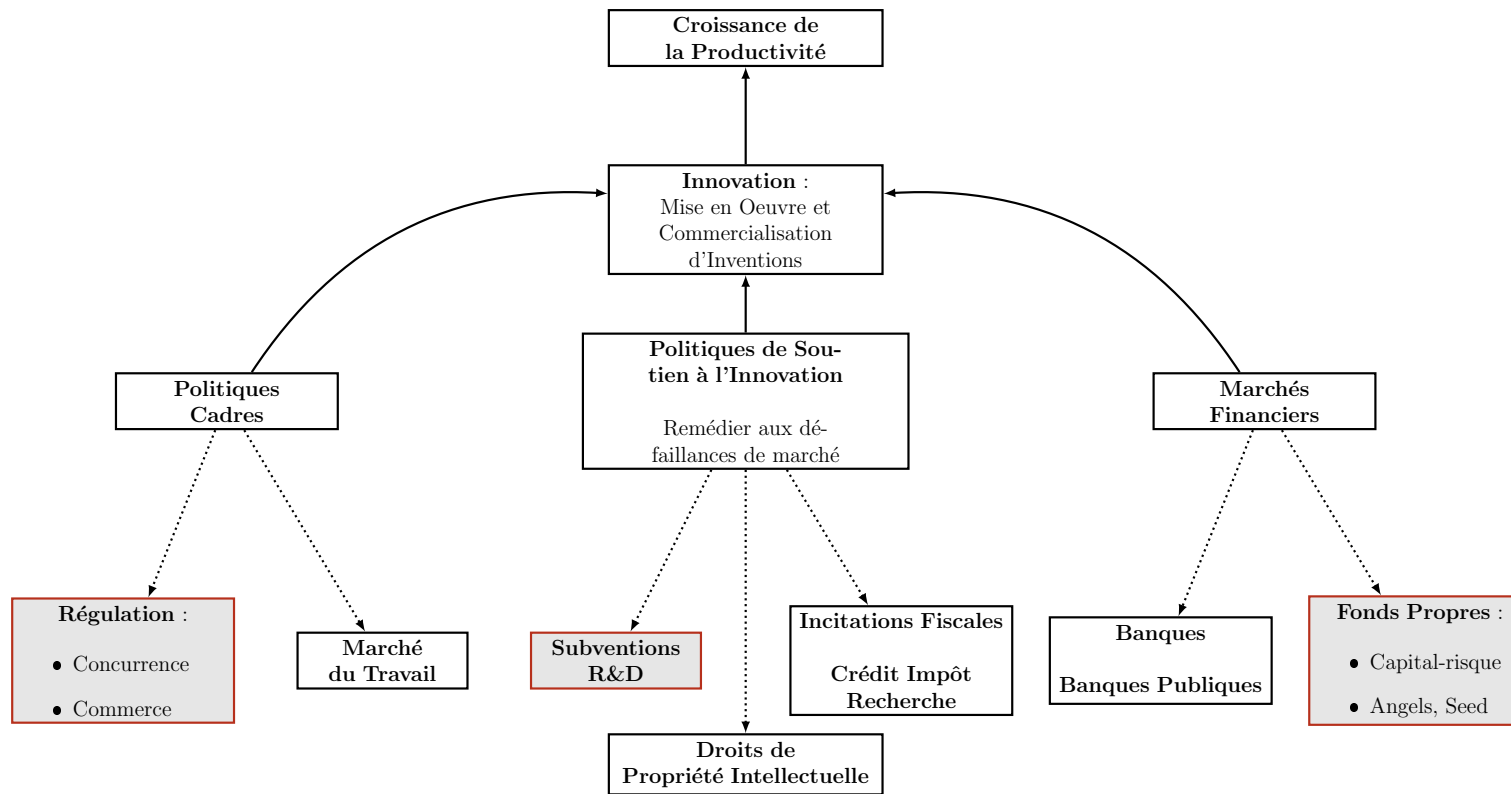 Croissance de
la Productivité
Innovation :
Mise en Oeuvre et
Commercialisation
d'Inventions
Politiques de Sou-
tien à l'Innovation
Remédier aux dé-
faillances de marché
Politiques
Cadres
Marchés
Financiers
Régulation :
• Concurrence
• Commerce
Marché
du Travail
Subventions
R&D
Incitations Fiscales
Crédit Impôt
Recherche
Banques
Banques Publiques
Fonds Propres :
• Capital-risque
• Angels, Seed
Droits de
Propriété Intellectuelle